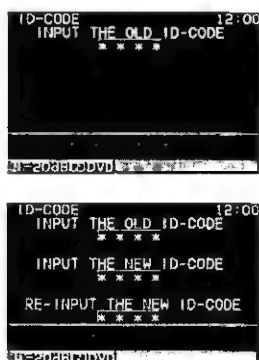 ID-CODE 12:00
INPUT THE OLD ID-CODE
* * * *
ID-CODE 12:00
INPUT THE OLD ID-CODE
* * * *
INPUT THE NEW ID-CODE
* * * *
RE-INPUT THE NEW ID-CODE
* * * *